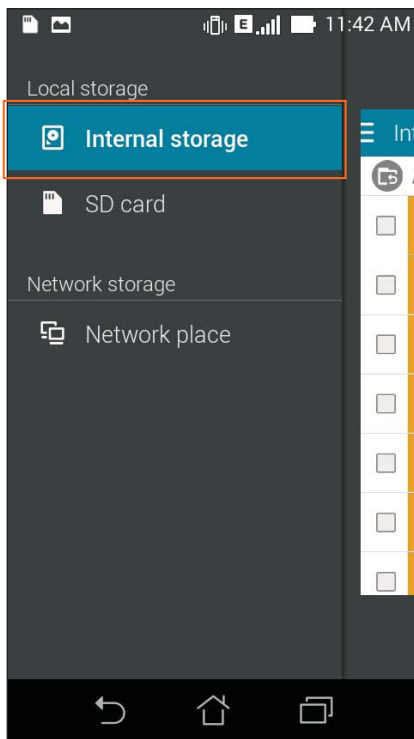 E 11:42 AM
Local storage
Internal storage
SD card
Network storage
Network place